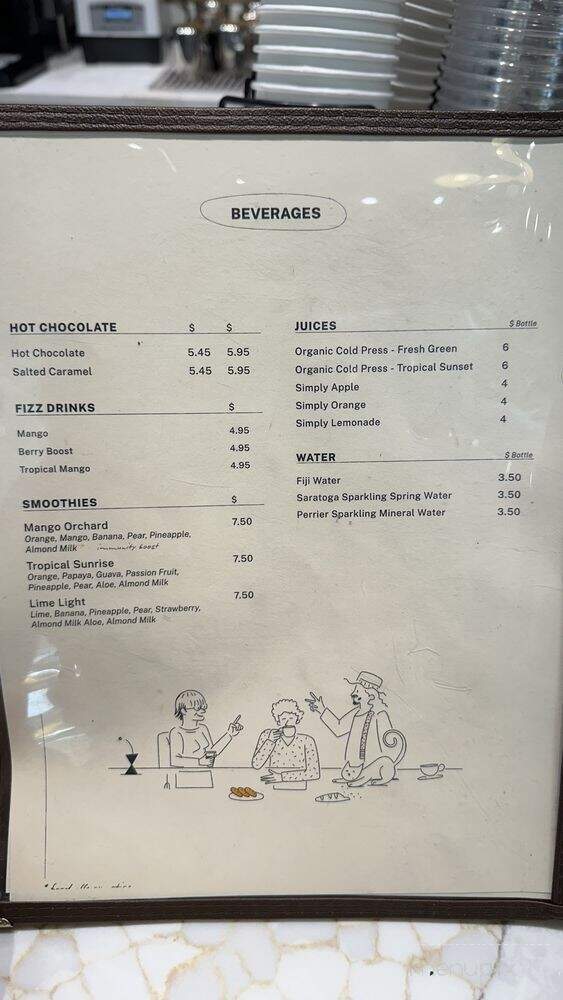 BEVERAGES
HOT CHOCOLATE $ $
Hot Chocolate 5.45 5.95
Salted Caramel 5.45 5.95
FIZZ DRINKS $
Mango 4.95
Berry Boost 4.95
Tropical Mango 4.95
SMOOTHIES $
Mango Orchard 7.50
Orange, Mango, Banana, Pear, Pineapple,
Almond Milk immunity boost
Tropical Sunrise 7.50
Orange, Papaya, Guava, Passion Fruit,
Pineapple, Pear, Aloe, Almond Milk
Lime Light 7.50
Lime, Banana, Pineapple, Pear, Strawberry,
Almond Milk Aloe, Almond Milk
JUICES $ Bottle
Organic Cold Press - Fresh Green 6
Organic Cold Press - Tropical Sunset 6
Simply Apple 4
Simply Orange 4
Simply Lemonade 4
WATER $ Bottle
Fiji Water 3.50
Saratoga Sparkling Spring Water 3.50
Perrier Sparkling Mineral Water 3.50